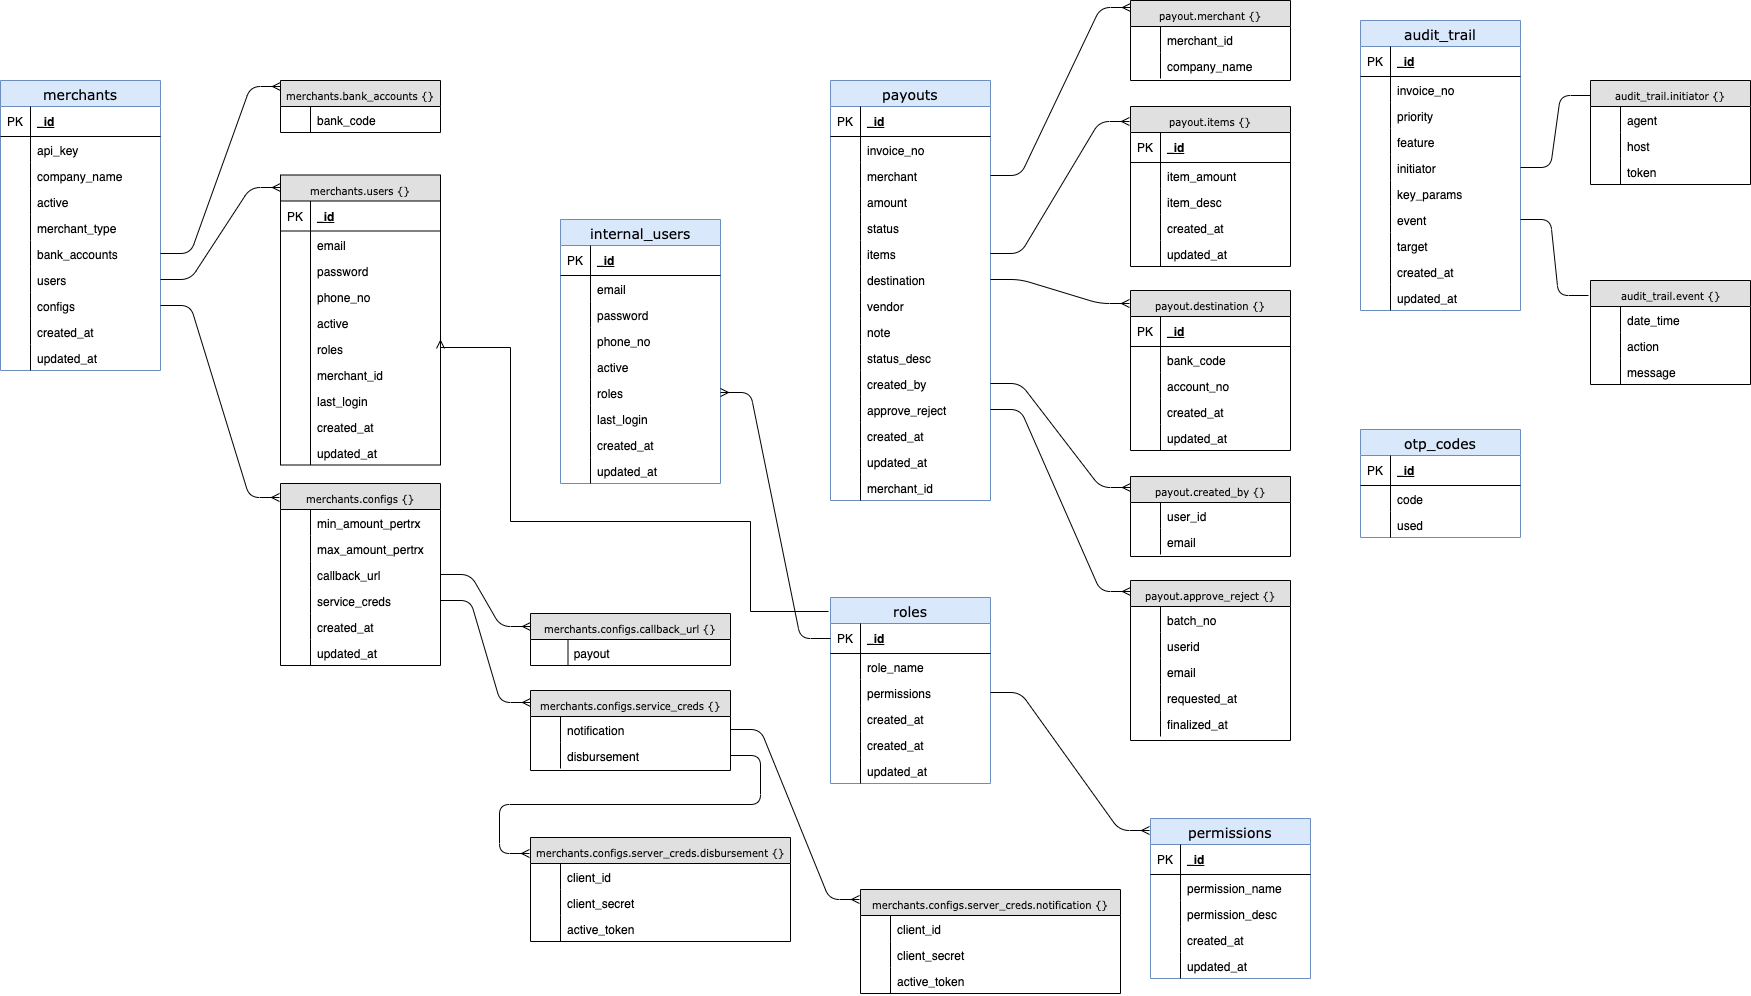 merchants
PK _id
api_key
company_name
active
merchant_type
bank_accounts
users
configs
created_at
updated_at
merchants.bank_accounts {}
bank_code
merchants.users {}
PK _id
email
password
phone_no
active
roles
merchant_id
last_login
created_at
updated_at
merchants.configs {}
min_amount_pertrx
max_amount_pertrx
callback_url
service_creds
created_at
updated_at
internal_users
PK _id
email
password
phone_no
active
roles
last_login
created_at
updated_at
merchants.configs.callback_url {}
payout
merchants.configs.service_creds {}
notification
disbursement
merchants.configs.server_creds.disbursement {}
client_id
client_secret
active_token
payouts
PK _id
invoice_no
merchant
amount
status
items
destination
vendor
note
status_desc
created_by
approve_reject
created_at
updated_at
merchant_id
roles
PK _id
role_name
permissions
created_at
created_at
updated_at
merchants.configs.server_creds.notification {}
client_id
client_secret
active_token
payout.merchant {}
merchant_id
company_name
payout.items {}
PK _id
item_amount
item_desc
created_at
updated_at
payout.destination {}
PK _id
bank_code
account_no
created_at
updated_at
payout.created_by {}
user_id
email
payout.approve_reject {}
batch_no
userid
email
requested_at
finalized_at
permissions
PK _id
permission_name
permission_desc
created_at
updated_at
audit_trail
PK _id
invoice_no
priority
feature
initiator
key_params
event
target
created_at
updated_at
otp_codes
PK _id
code
used
audit_trail.initiator {}
agent
host
token
audit_trail.event {}
date_time
action
message